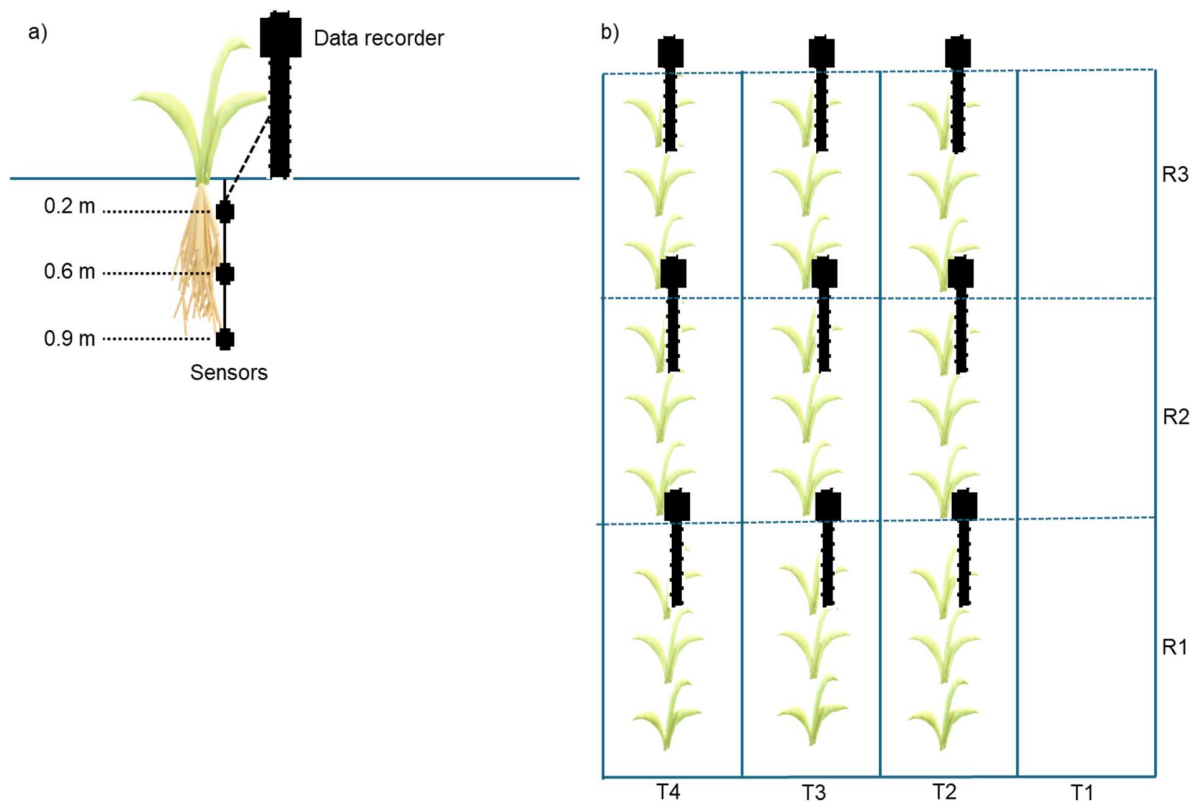 a)
Data recorder
0.2 m
0.6 m
0.9 m
Sensors
b)
R3
R2
R1
T4 T3 T2 T1